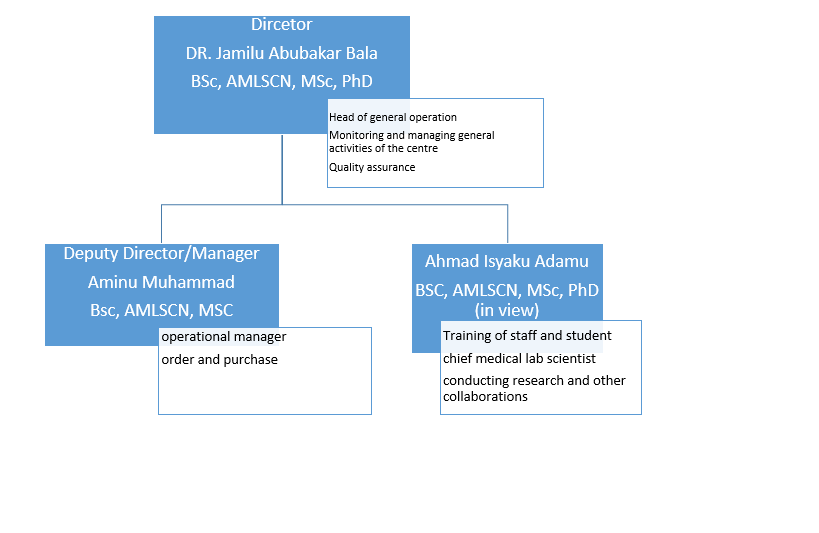 Dircetor
DR. Jamilu Abubakar Bala
BSc, AMLSCN, MSc, PhD
Head of general operation
Monitoring and managing general
activities of the centre
Quality assurance
Deputy Director/Manager
Aminu Muhammad
Bsc, AMLSCN, MSC
operational manager
order and purchase
Ahmad Isyaku Adamu
BSC, AMLSCN, MSc, PhD
(in view)
Training of staff and student
chief medical lab scientist
conducting research and other
collaborations